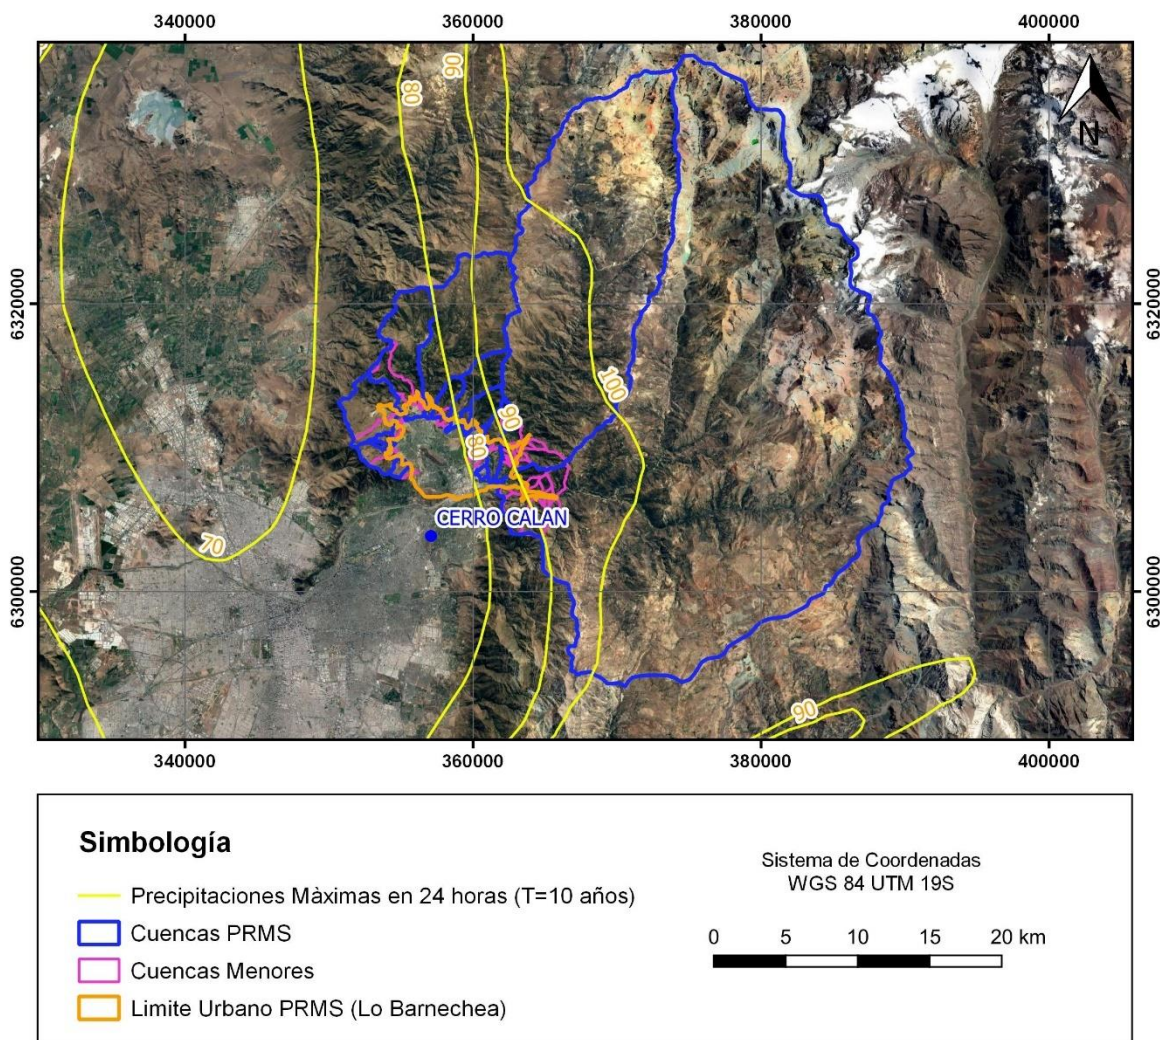 340000
360000
380000
400000
80
90
N
6320000
6320000
100
90
80
CERRO CALAN
70
6300000
6300000
90
340000
360000
380000
400000
Simbología
Precipitaciones Màximas en 24 horas (T=10 años)
Cuencas PRMS
Cuencas Menores
Limite Urbano PRMS (Lo Barnechea)
Sistema de Coordenadas
WGS 84 UTM 19S
0 5 10 15 20 km